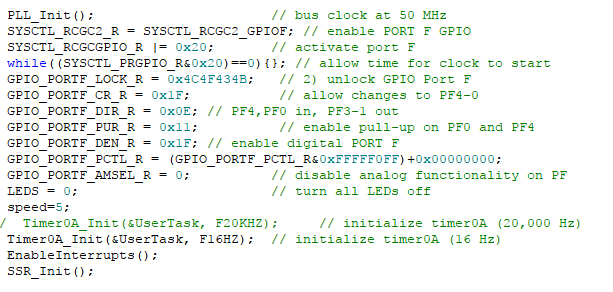 PLL_Init();                      // bus clock at 50 MHz
SYSCTL_RCGC2_R = SYSCTL_RCGC2_GPIOF; // enable PORT F GPIO
SYSCTL_RCGCGPIO_R |= 0x20;       // activate port F
while((SYSCTL_PRGPIO_R&0x20)==0){}; // allow time for clock to start
GPIO_PORTF_LOCK_R = 0x4C4F434B;   // 2) unlock GPIO Port F
GPIO_PORTF_CR_R = 0x1F;           // allow changes to PF4-0
GPIO_PORTF_DIR_R = 0x0E; // PF4,PF0 in, PF3-1 out
GPIO_PORTF_PUR_R = 0x11;          // enable pull-up on PF0 and PF4
GPIO_PORTF_DEN_R = 0x1F; // enable digital PORT F
GPIO_PORTF_PCTL_R = (GPIO_PORTF_PCTL_R&0xFFFFF0FF)+0x00000000;
GPIO_PORTF_AMSEL_R = 0;          // disable analog functionality on PF
LEDS = 0;                        // turn all LEDs off
speed=5;
/  Timer0A_Init(&UserTask, F20KHZ);     // initialize timer0A (20,000 Hz)
Timer0A_Init(&UserTask, F16HZ);  // initialize timer0A (16 Hz)
EnableInterrupts();
SSR_Init();